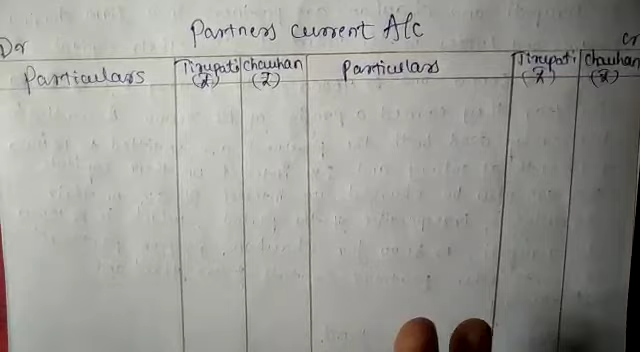 Partners current A/c
Dr Cr
Particulars Tirupati (₹) Chauhan (₹) Particulars Tirupati (₹) Chauhan (₹)